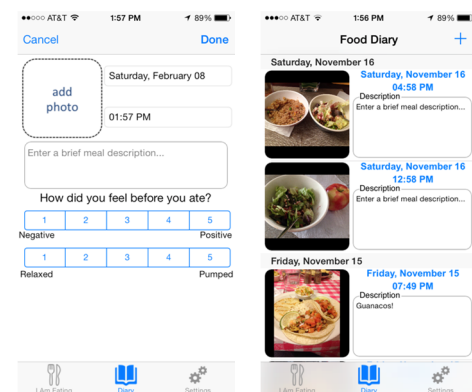 AT&T 1:57 PM 89%
Cancel Done
add
photo
Saturday, February 08
01:57 PM
Enter a brief meal description...
How did you feel before you ate?
1 2 3 4 5
Negative Positive
1 2 3 4 5
Relaxed Pumped
I Am Eating Diary Settings
AT&T 1:56 PM 89%
Food Diary +
Saturday, November 16
Saturday, November 16
04:58 PM
Description
Enter a brief meal description...
Saturday, November 16
12:58 PM
Description
Enter a brief meal description...
Friday, November 15
Friday, November 15
07:49 PM
Description
Guanacos!
I Am Eating Diary Settings